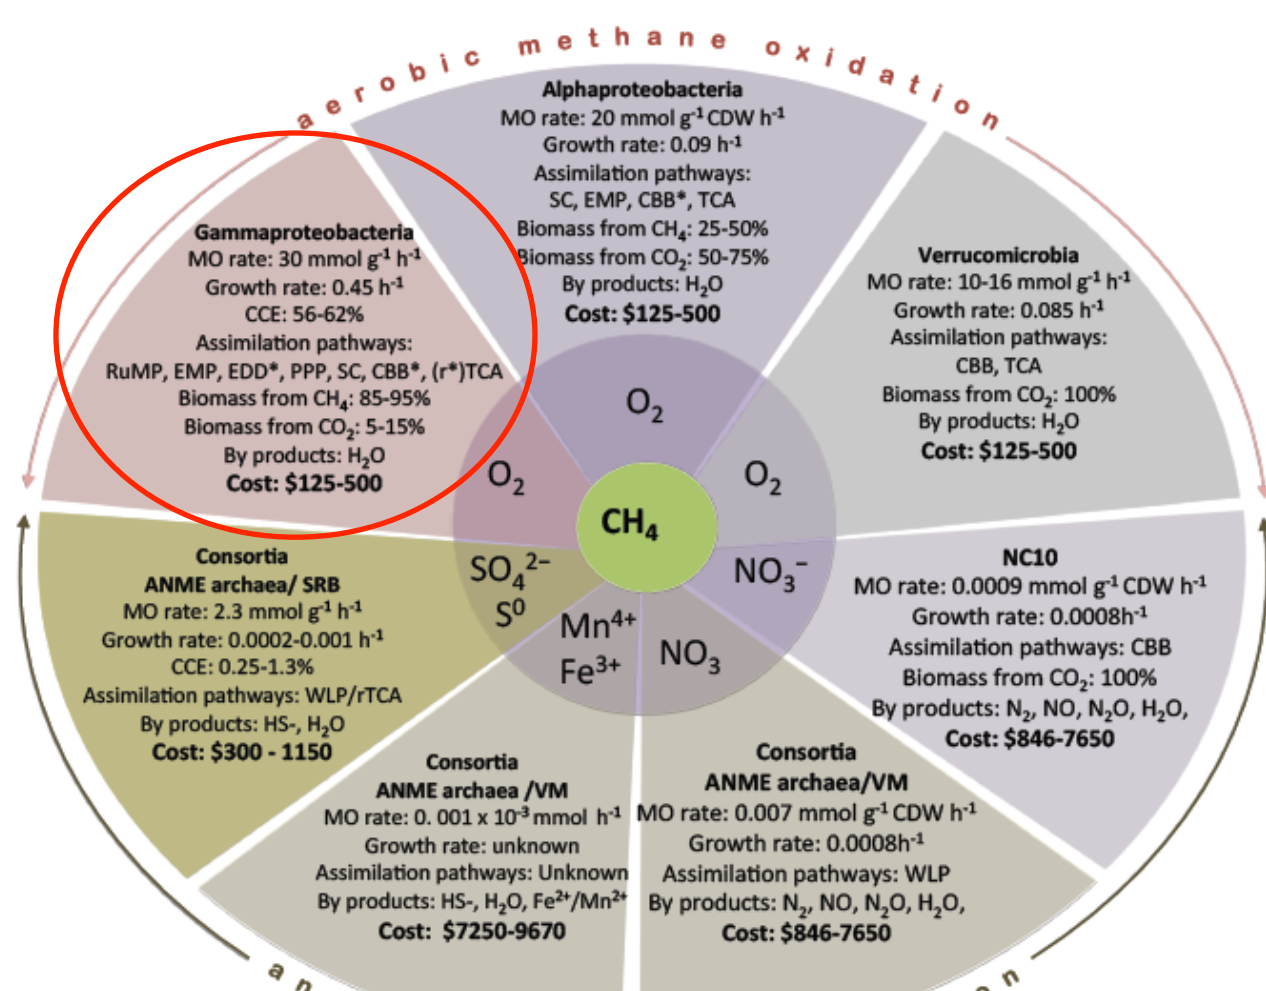 aerobic methane oxidation
Alphaproteobacteria
MO rate: 20 mmol g⁻¹ CDW h⁻¹
Growth rate: 0.09 h⁻¹
Assimilation pathways:
SC, EMP, CBB*, TCA
Biomass from CH₄: 25-50%
Biomass from CO₂: 50-75%
By products: H₂O
Cost: $125-500
Gammaproteobacteria
MO rate: 30 mmol g⁻¹ h⁻¹
Growth rate: 0.45 h⁻¹
CCE: 56-62%
Assimilation pathways:
RuMP, EMP, EDD*, PPP, SC, CBB*, (r*)TCA
Biomass from CH₄: 85-95%
Biomass from CO₂: 5-15%
By products: H₂O
Cost: $125-500
Verrucomicrobia
MO rate: 10-16 mmol g⁻¹ h⁻¹
Growth rate: 0.085 h⁻¹
Assimilation pathways:
CBB, TCA
Biomass from CO₂: 100%
By products: H₂O
Cost: $125-500
O₂
O₂
O₂
CH₄
SO₄²⁻
S⁰
Mn⁴⁺
Fe³⁺
NO₃
NO₃⁻
Consortia
ANME archaea/ SRB
MO rate: 2.3 mmol g⁻¹ h⁻¹
Growth rate: 0.0002-0.001 h⁻¹
CCE: 0.25-1.3%
Assimilation pathways: WLP/rTCA
By products: HS-, H₂O
Cost: $300 - 1150
NC10
MO rate: 0.0009 mmol g⁻¹ CDW h⁻¹
Growth rate: 0.0008h⁻¹
Assimilation pathways: CBB
Biomass from CO₂: 100%
By products: N₂, NO, N₂O, H₂O,
Cost: $846-7650
Consortia
ANME archaea /VM
MO rate: 0. 001 x 10⁻³ mmol h⁻¹
Growth rate: unknown
Assimilation pathways: Unknown
By products: HS-, H₂O, Fe²⁺/Mn²⁺
Cost: $7250-9670
Consortia
ANME archaea/VM
MO rate: 0.007 mmol g⁻¹ CDW h⁻¹
Growth rate: 0.0008h⁻¹
Assimilation pathways: WLP
By products: N₂, NO, N₂O, H₂O,
Cost: $846-7650
an
on